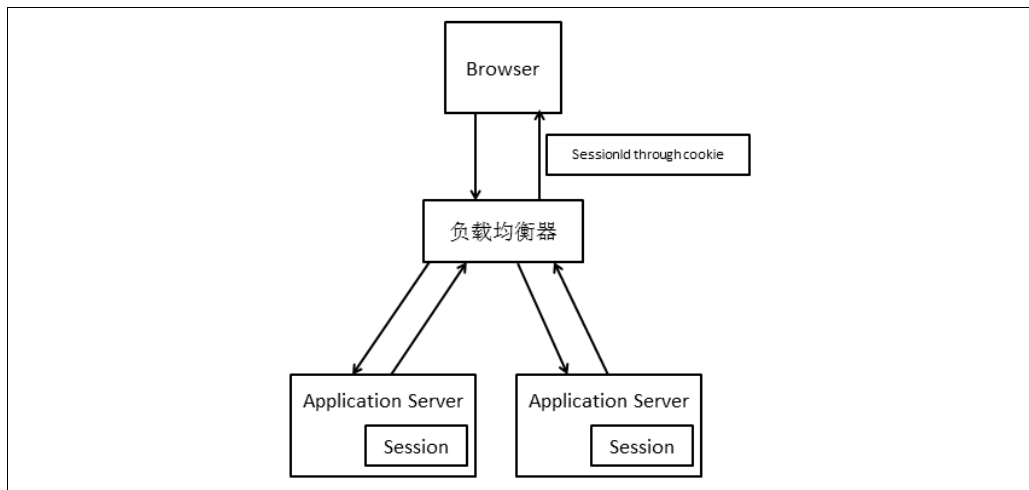 Browser
SessionId through cookie
负载均衡器
Application Server
Session
Application Server
Session